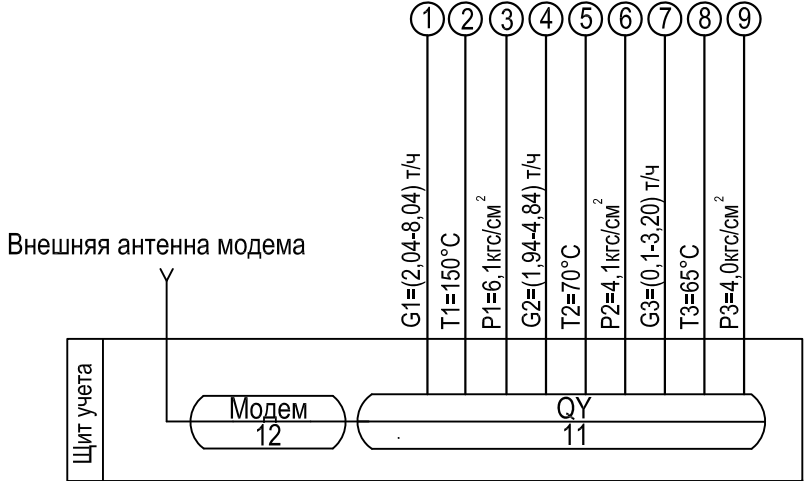 1 2 3 4 5 6 7 8 9
G1=(2,04-8,04) т/ч
T1=150°C
P1=6,1кгс/см²
G2=(1,94-4,84) т/ч
T2=70°C
P2=4,1кгс/см²
G3=(0,1-3,20) т/ч
T3=65°C
P3=4,0кгс/см²
Внешняя антенна модема
Щит учета
Модем
12
QY
11